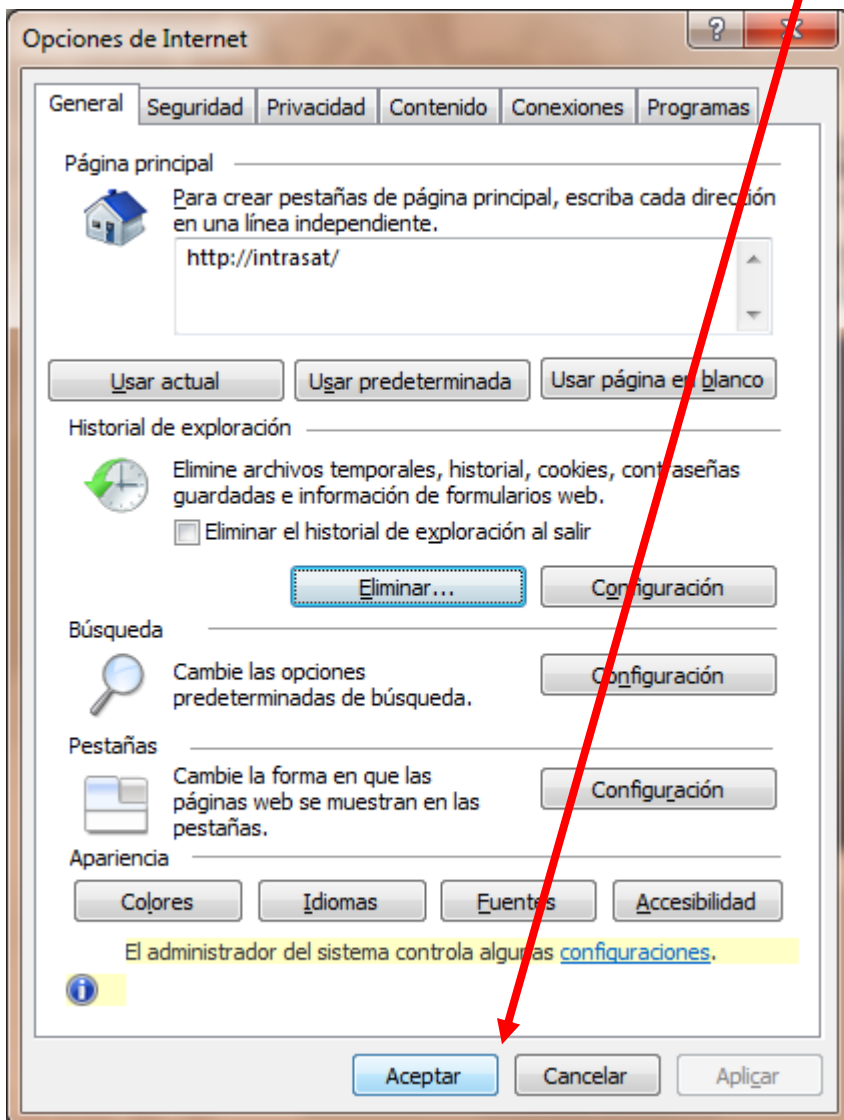 Opciones de Internet
General Seguridad Privacidad Contenido Conexiones Programas
Página principal
Para crear pestañas de página principal, escriba cada dirección
en una línea independiente.
http://intrasat/
Usar actual Usar predeterminada Usar página en blanco
Historial de exploración
Elimine archivos temporales, historial, cookies, contraseñas
guardadas e información de formularios web.
Eliminar el historial de exploración al salir
Eliminar... Configuración
Búsqueda
Cambie las opciones
predeterminadas de búsqueda.
Configuración
Pestañas
Cambie la forma en que las
páginas web se muestran en las
pestañas.
Configuración
Apariencia
Colores Idiomas Fuentes Accesibilidad
El administrador del sistema controla algunas configuraciones.
Aceptar Cancelar Aplicar